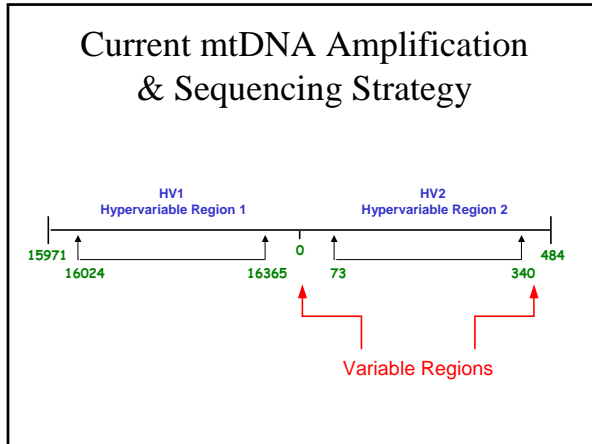 Current mtDNA Amplification
& Sequencing Strategy
HV1
Hypervariable Region 1
HV2
Hypervariable Region 2
15971
16024
16365
0
73
340
484
Variable Regions